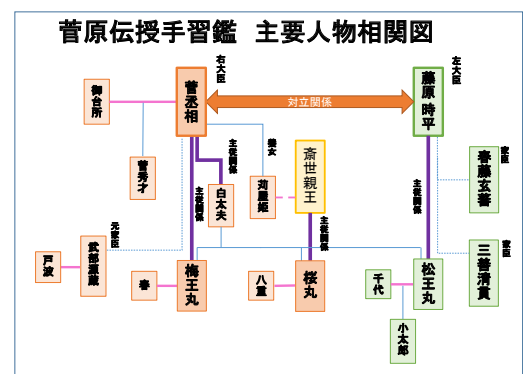 菅原伝授手習鑑 主要人物相関図
右大臣
左大臣
御台所
菅丞相
対立関係
藤原 時平
菅秀才
主従関係
養女
斎世親王
家臣
春藤玄蕃
主従関係
白太夫
苅屋姫
主従関係
元家臣
主従関係
家臣
戸波
武部源蔵
春
梅王丸
八重
桜丸
千代
松王丸
三善清貫
小太郎